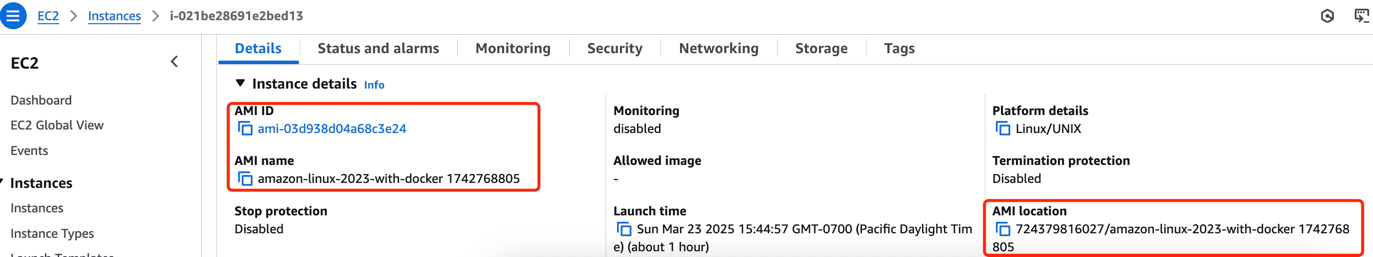 EC2 > Instances > i-021be28691e2bed13
EC2
Dashboard
EC2 Global View
Events
Instances
Instances
Instance Types
Details Status and alarms Monitoring Security Networking Storage Tags
Instance details Info
AMI ID
ami-03d938d04a68c3e24
AMI name
amazon-linux-2023-with-docker 1742768805
Stop protection
Disabled
Monitoring
disabled
Allowed image
-
Launch time
Sun Mar 23 2025 15:44:57 GMT-0700 (Pacific Daylight Tim
e) (about 1 hour)
Platform details
Linux/UNIX
Termination protection
Disabled
AMI location
724379816027/amazon-linux-2023-with-docker 1742768
805